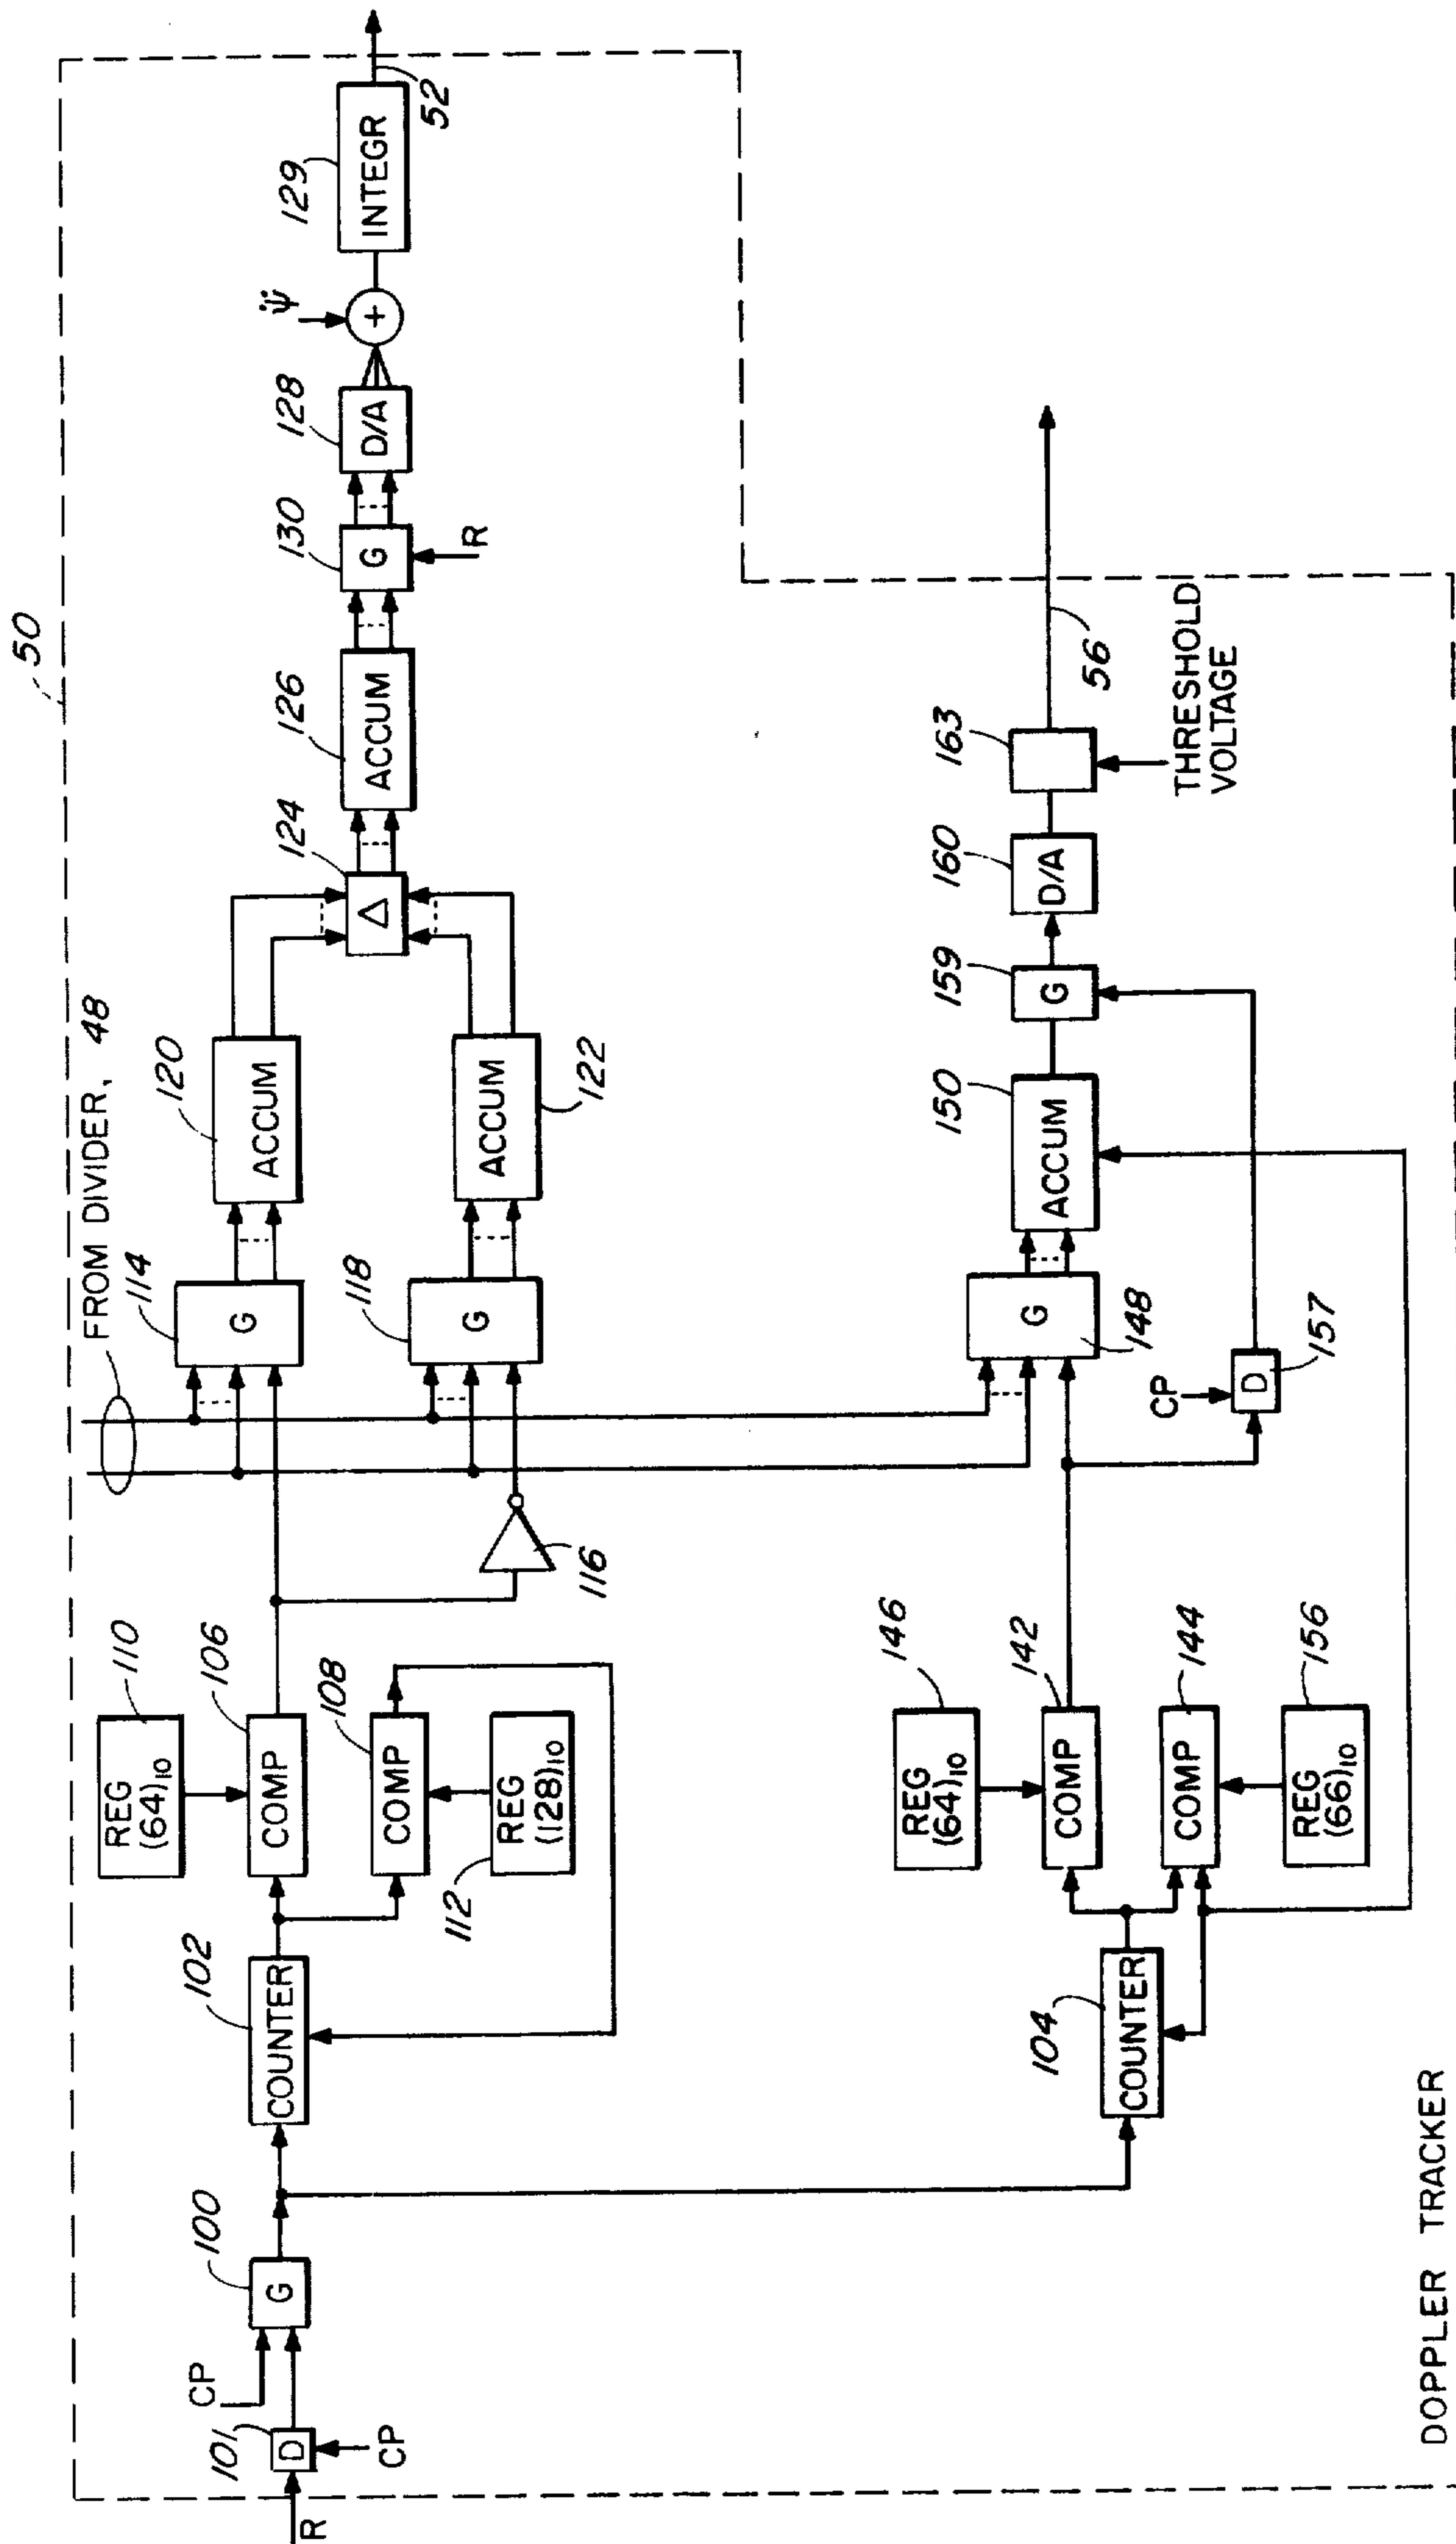 50
FROM DIVIDER, 48
R
101
D
CP
CP
100
G
102
COUNTER
110
REG
(64)₁₀
106
COMP
108
COMP
112
REG
(128)₁₀
116
114
G
118
G
120
ACCUM
122
ACCUM
124
Δ
126
ACCUM
130
G
R
128
D/A
ψ̈
+
129
INTEGR
52
104
COUNTER
146
REG
(64)₁₀
142
COMP
144
COMP
156
REG
(66)₁₀
148
G
CP
D
157
150
ACCUM
159
G
160
D/A
163
THRESHOLD
VOLTAGE
56
DOPPLER TRACKER